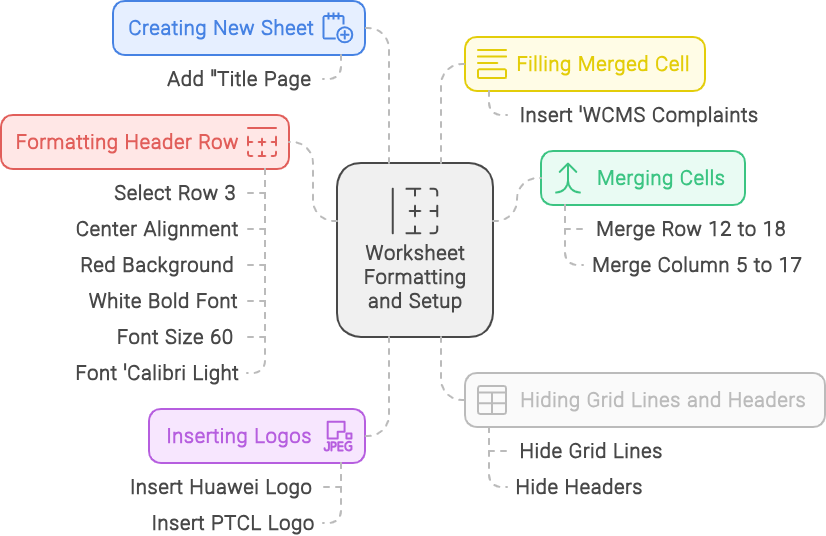 Creating New Sheet
Add "Title Page
Formatting Header Row
Select Row 3
Center Alignment
Red Background
White Bold Font
Font Size 60
Font 'Calibri Light
Inserting Logos
JPEG
Insert Huawei Logo
Insert PTCL Logo
Worksheet
Formatting
and Setup
Filling Merged Cell
Insert 'WCMS Complaints
Merging Cells
Merge Row 12 to 18
Merge Column 5 to 17
Hiding Grid Lines and Headers
Hide Grid Lines
Hide Headers